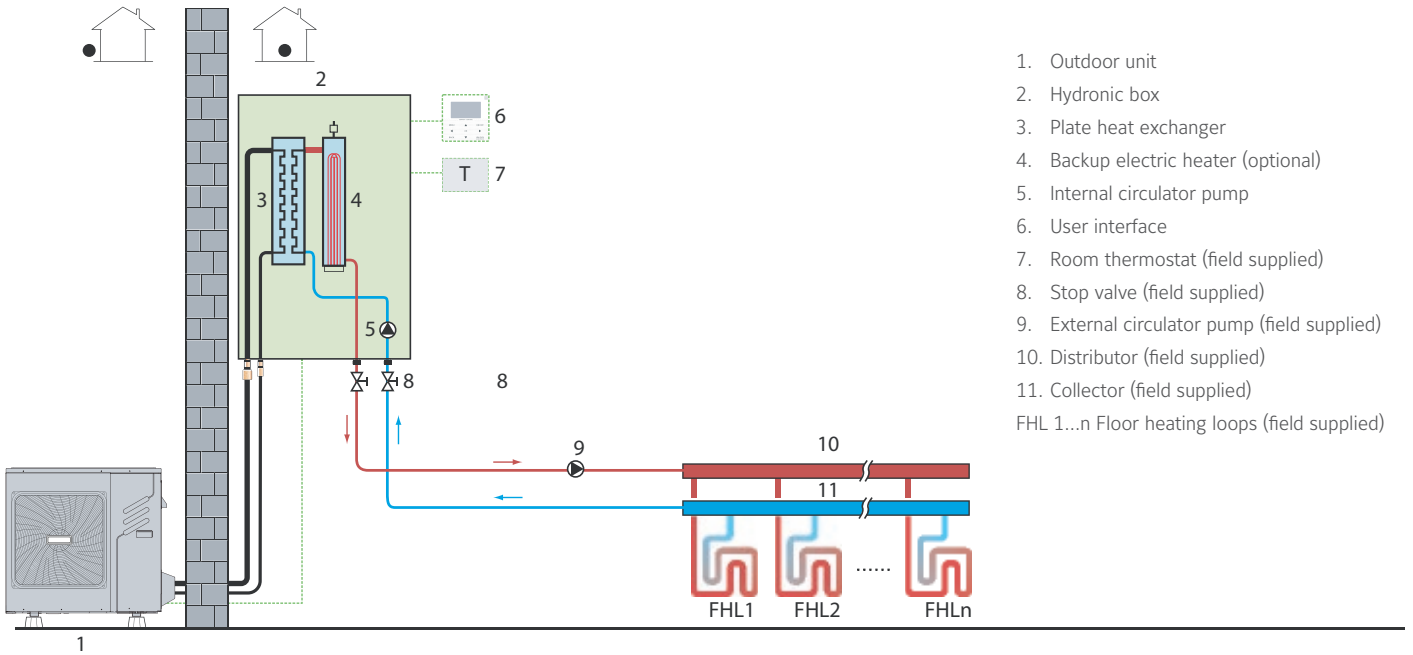 2
6
T
7
3
4
5
8
8
9
10
11
FHL1
FHL2
......
FHLn
1
1. Outdoor unit
2. Hydronic box
3. Plate heat exchanger
4. Backup electric heater (optional)
5. Internal circulator pump
6. User interface
7. Room thermostat (field supplied)
8. Stop valve (field supplied)
9. External circulator pump (field supplied)
10. Distributor (field supplied)
11. Collector (field supplied)
FHL 1...n Floor heating loops (field supplied)